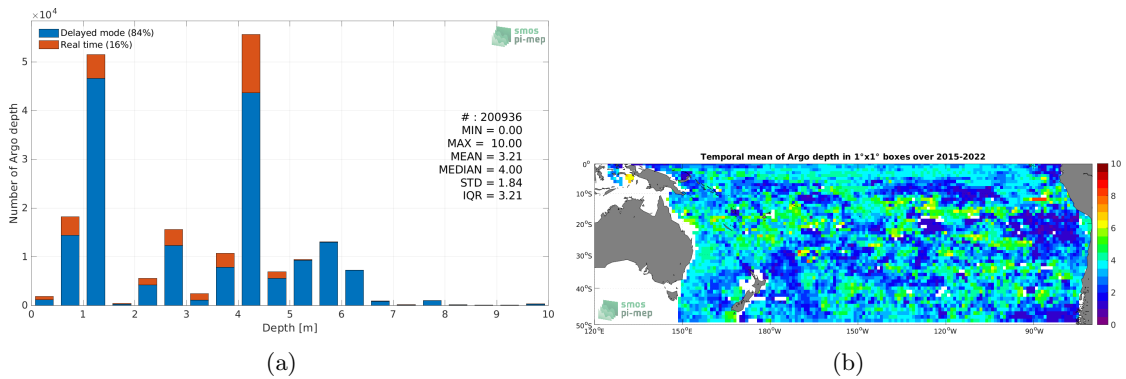 ×10⁴
Delayed mode (84%)
Real time (16%)
smos
pi-mep
Number of Argo depth
5
4
3
2
1
0
# : 200936
MIN = 0.00
MAX = 10.00
MEAN = 3.21
MEDIAN = 4.00
STD = 1.84
IQR = 3.21
0 1 2 3 4 5 6 7 8 9 10
Depth [m]
(a)
Temporal mean of Argo depth in 1°x1° boxes over 2015-2022
0°
10°S
20°S
30°S
40°S
50°S
120°E 150°E 180°W 150°W 120°W 90°W
smos
pi-mep
10
8
6
4
2
0
(b)